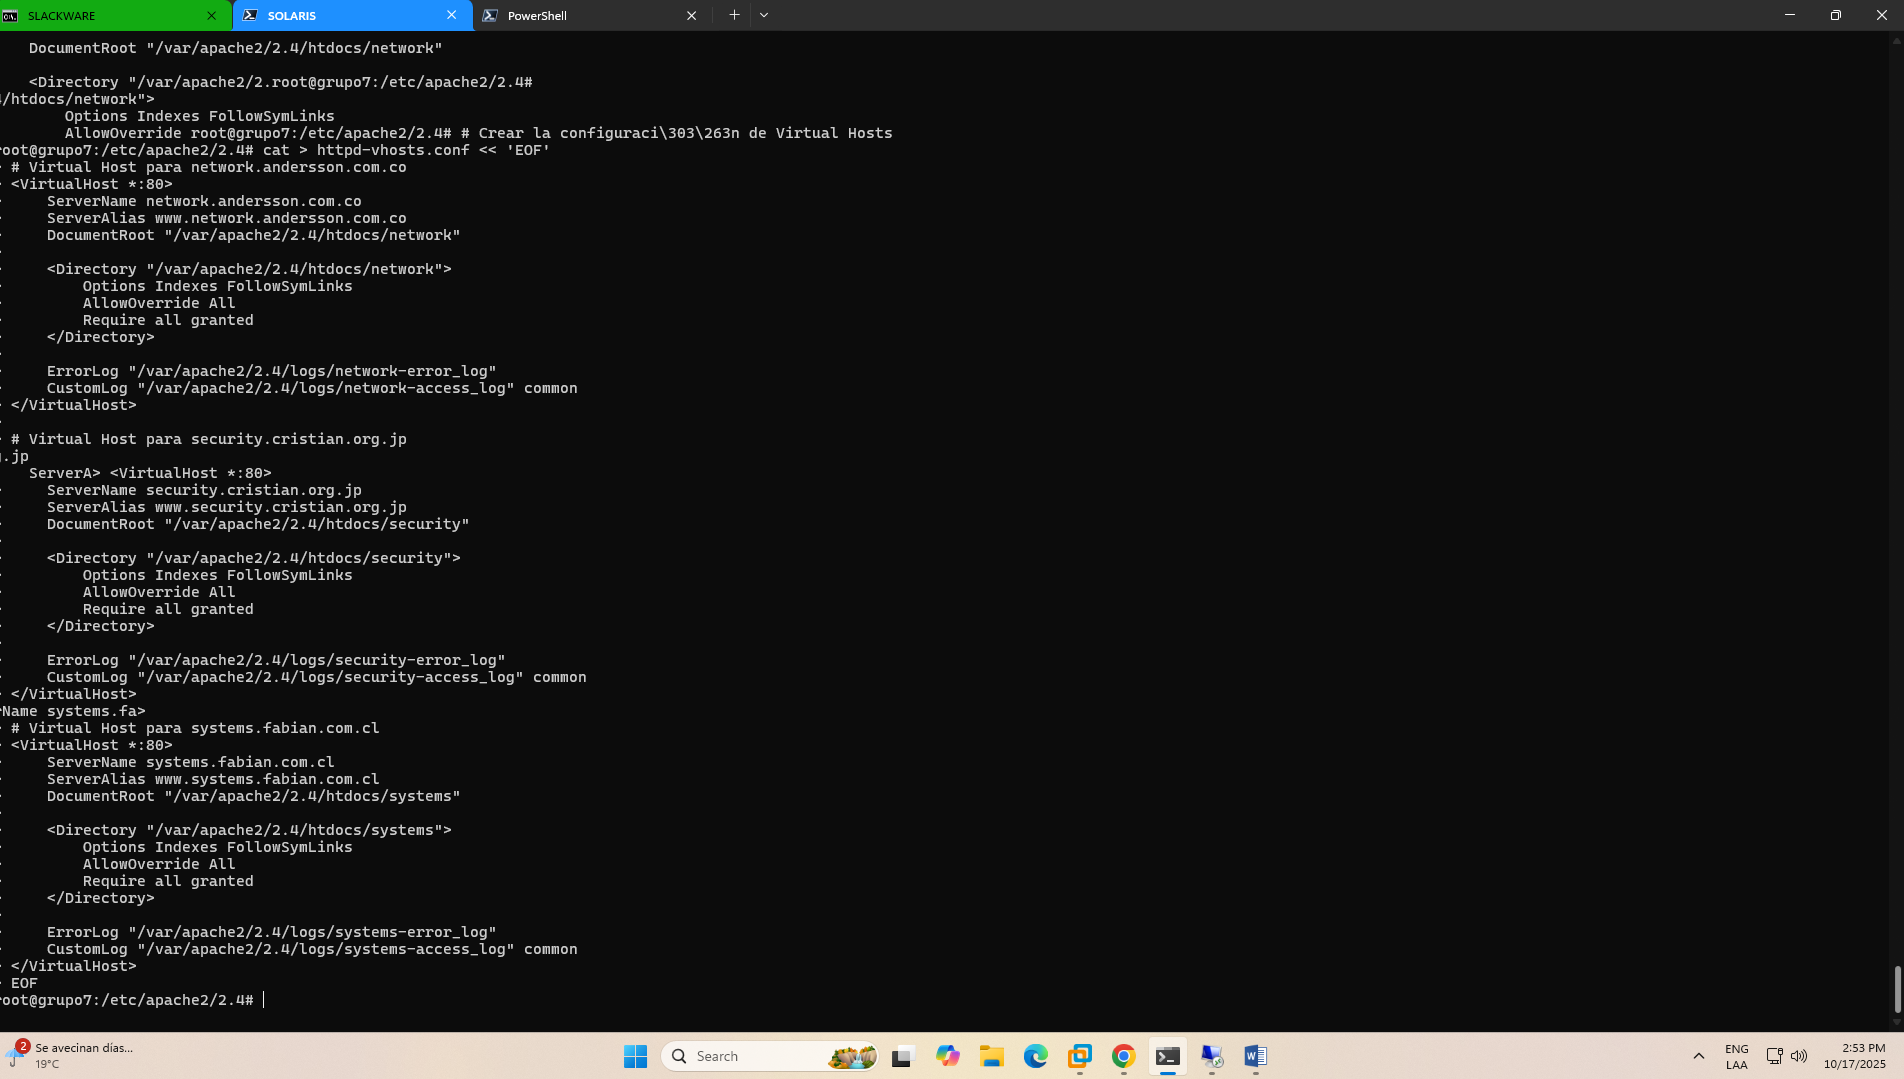 SLACKWARE
SOLARIS
PowerShell
DocumentRoot "/var/apache2/2.4/htdocs/network"
<Directory "/var/apache2/2.root@grupo7:/etc/apache2/2.4#
/htdocs/network">
Options Indexes FollowSymLinks
AllowOverride root@grupo7:/etc/apache2/2.4# # Crear la configuraci\303\263n de Virtual Hosts
root@grupo7:/etc/apache2/2.4# cat > httpd-vhosts.conf << 'EOF'
# Virtual Host para network.andersson.com.co
<VirtualHost *:80>
ServerName network.andersson.com.co
ServerAlias www.network.andersson.com.co
DocumentRoot "/var/apache2/2.4/htdocs/network"
<Directory "/var/apache2/2.4/htdocs/network">
Options Indexes FollowSymLinks
AllowOverride All
Require all granted
</Directory>
ErrorLog "/var/apache2/2.4/logs/network-error_log"
CustomLog "/var/apache2/2.4/logs/network-access_log" common
</VirtualHost>
# Virtual Host para security.cristian.org.jp
.jp
ServerA> <VirtualHost *:80>
ServerName security.cristian.org.jp
ServerAlias www.security.cristian.org.jp
DocumentRoot "/var/apache2/2.4/htdocs/security"
<Directory "/var/apache2/2.4/htdocs/security">
Options Indexes FollowSymLinks
AllowOverride All
Require all granted
</Directory>
ErrorLog "/var/apache2/2.4/logs/security-error_log"
CustomLog "/var/apache2/2.4/logs/security-access_log" common
</VirtualHost>
rName systems.fa>
# Virtual Host para systems.fabian.com.cl
<VirtualHost *:80>
ServerName systems.fabian.com.cl
ServerAlias www.systems.fabian.com.cl
DocumentRoot "/var/apache2/2.4/htdocs/systems"
<Directory "/var/apache2/2.4/htdocs/systems">
Options Indexes FollowSymLinks
AllowOverride All
Require all granted
</Directory>
ErrorLog "/var/apache2/2.4/logs/systems-error_log"
CustomLog "/var/apache2/2.4/logs/systems-access_log" common
</VirtualHost>
EOF
root@grupo7:/etc/apache2/2.4#
2
Se avecinan días...
19°C
Search
ENG
LAA
2:53 PM
10/17/2025